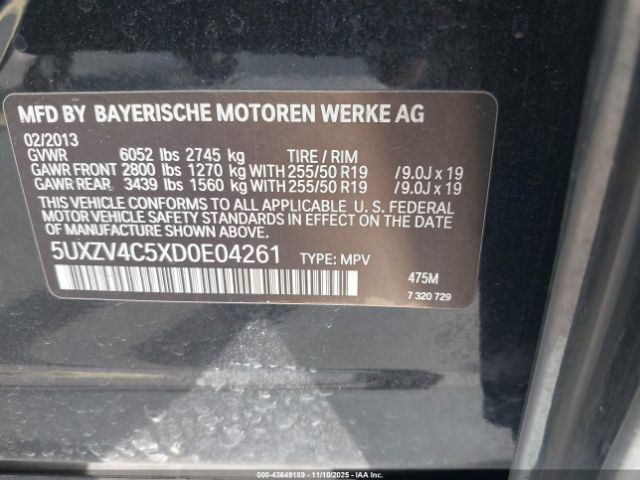 MFD BY BAYERISCHE MOTOREN WERKE AG
02/2013
GVWR 6052 lbs 2745 kg TIRE / RIM
GAWR FRONT 2800 lbs 1270 kg WITH 255/50 R19 /9.0J x 19
GAWR REAR 3439 lbs 1560 kg WITH 255/50 R19 /9.0J x 19
THIS VEHICLE CONFORMS TO ALL APPLICABLE U. S. FEDERAL
MOTOR VEHICLE SAFETY STANDARDS IN EFFECT ON THE DATE
OF MANUFACTURE SHOWN ABOVE.
5UXZV4C5XD0E04261 TYPE: MPV
475M
7 320 729
000-43649189 - 11/10/2025 - IAA Inc.